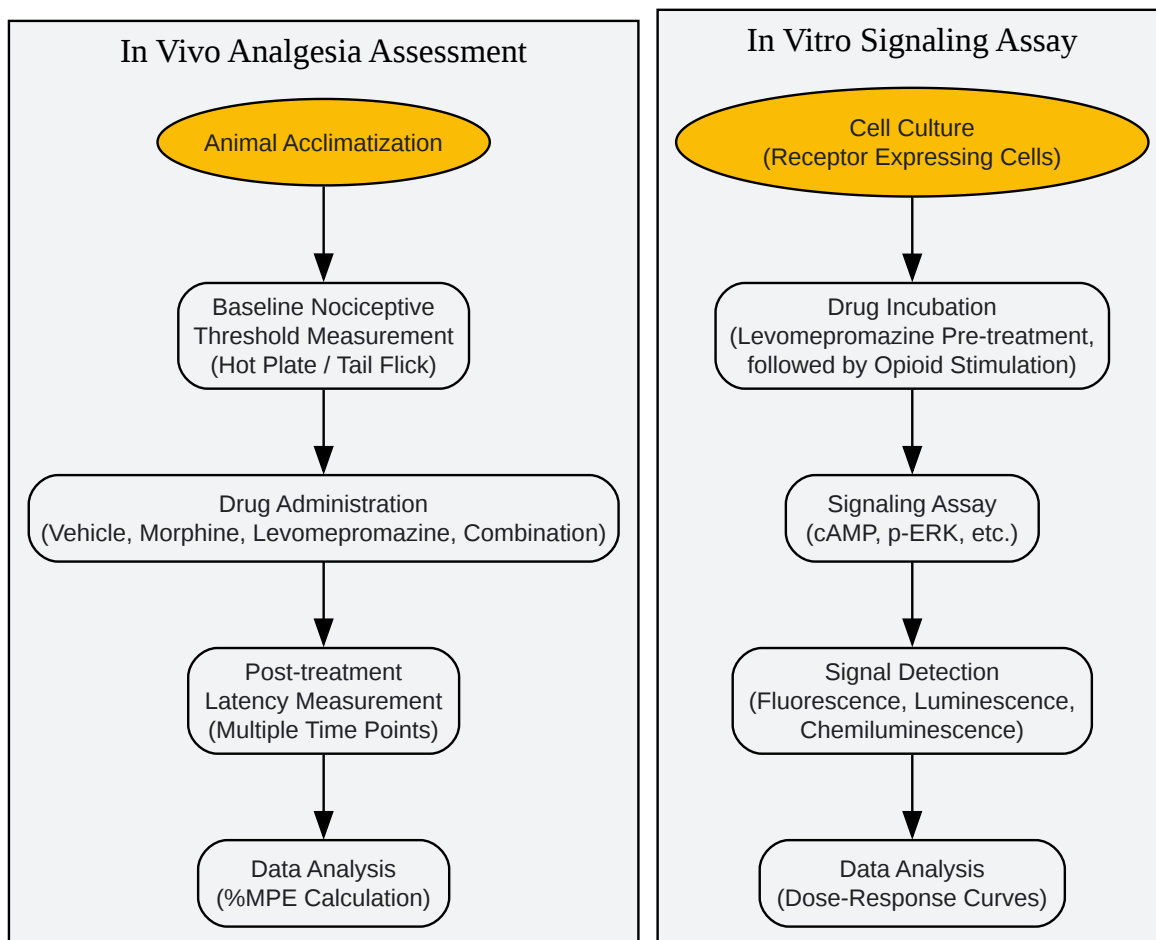 In Vivo Analgesia Assessment
Animal Acclimatization
Baseline Nociceptive
Threshold Measurement
(Hot Plate / Tail Flick)
Drug Administration
(Vehicle, Morphine, Levomepromazine, Combination)
Post-treatment
Latency Measurement
(Multiple Time Points)
Data Analysis
(%MPE Calculation)
In Vitro Signaling Assay
Cell Culture
(Receptor Expressing Cells)
Drug Incubation
(Levomepromazine Pre-treatment,
followed by Opioid Stimulation)
Signaling Assay
(cAMP, p-ERK, etc.)
Signal Detection
(Fluorescence, Luminescence,
Chemiluminescence)
Data Analysis
(Dose-Response Curves)